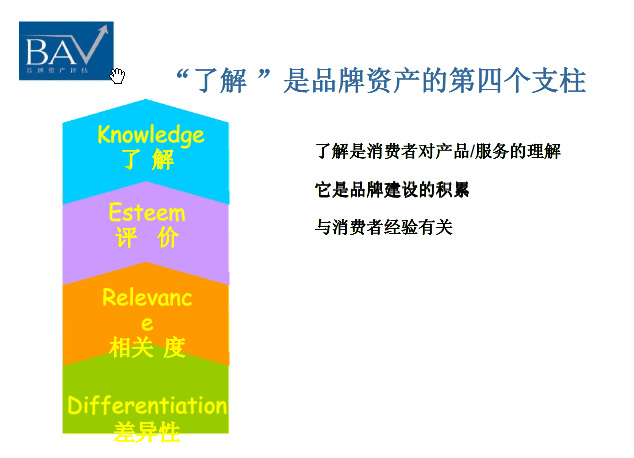 BAV
品牌资产评估
“了解 ”是品牌资产的第四个支柱
Knowledge
了 解
Esteem
评 价
Relevanc
e
相关 度
Differentiation
差异性
了解是消费者对产品/服务的理解
它是品牌建设的积累
与消费者经验有关